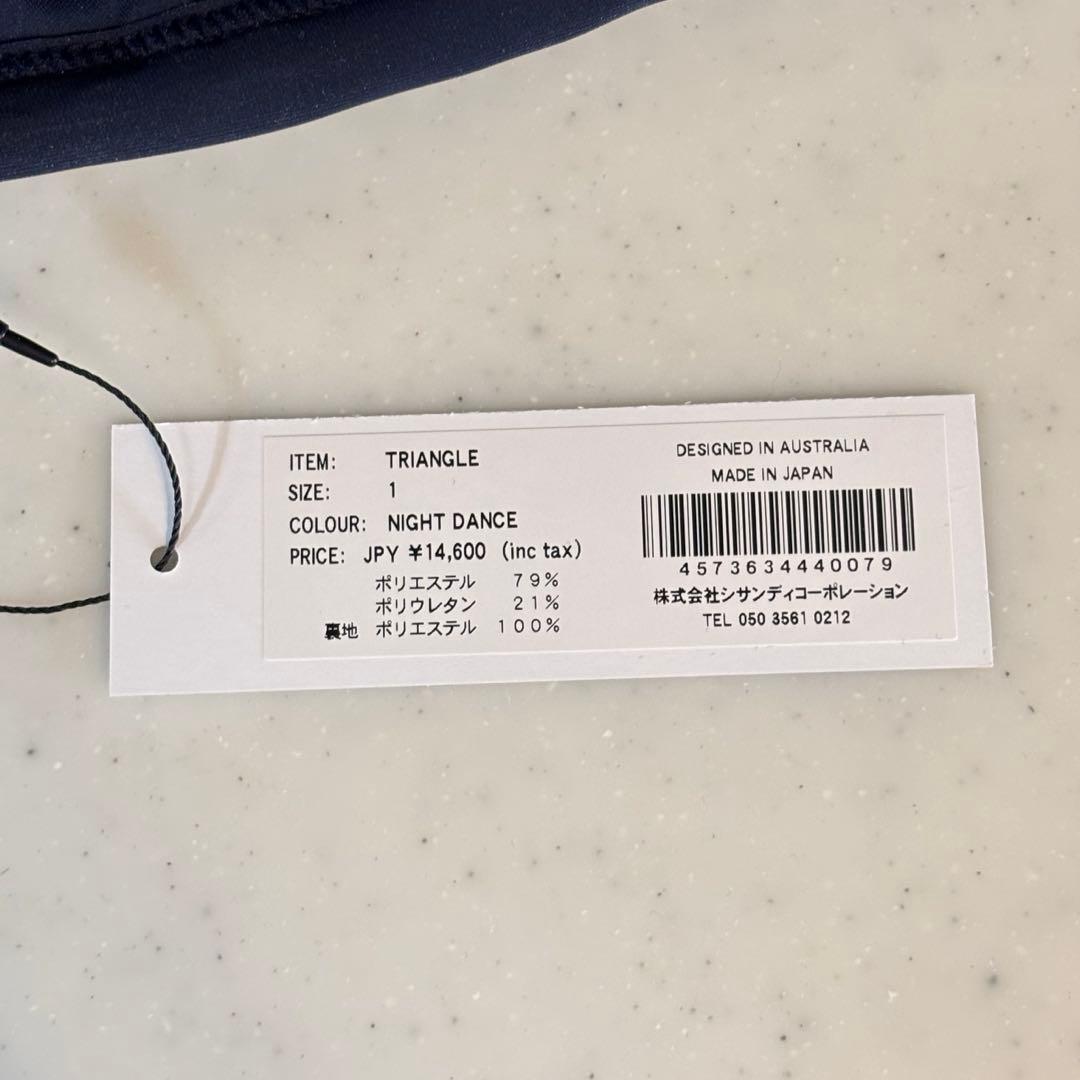 ITEM: TRIANGLE
SIZE: 1
COLOUR: NIGHT DANCE
PRICE: JPY ¥14,600 (inc tax)
ポリエステル 79%
ポリウレタン 21%
裏地 ポリエステル 100%
DESIGNED IN AUSTRALIA
MADE IN JAPAN
4573634440079
株式会社シサンディコーポレーション
TEL 050 3561 0212